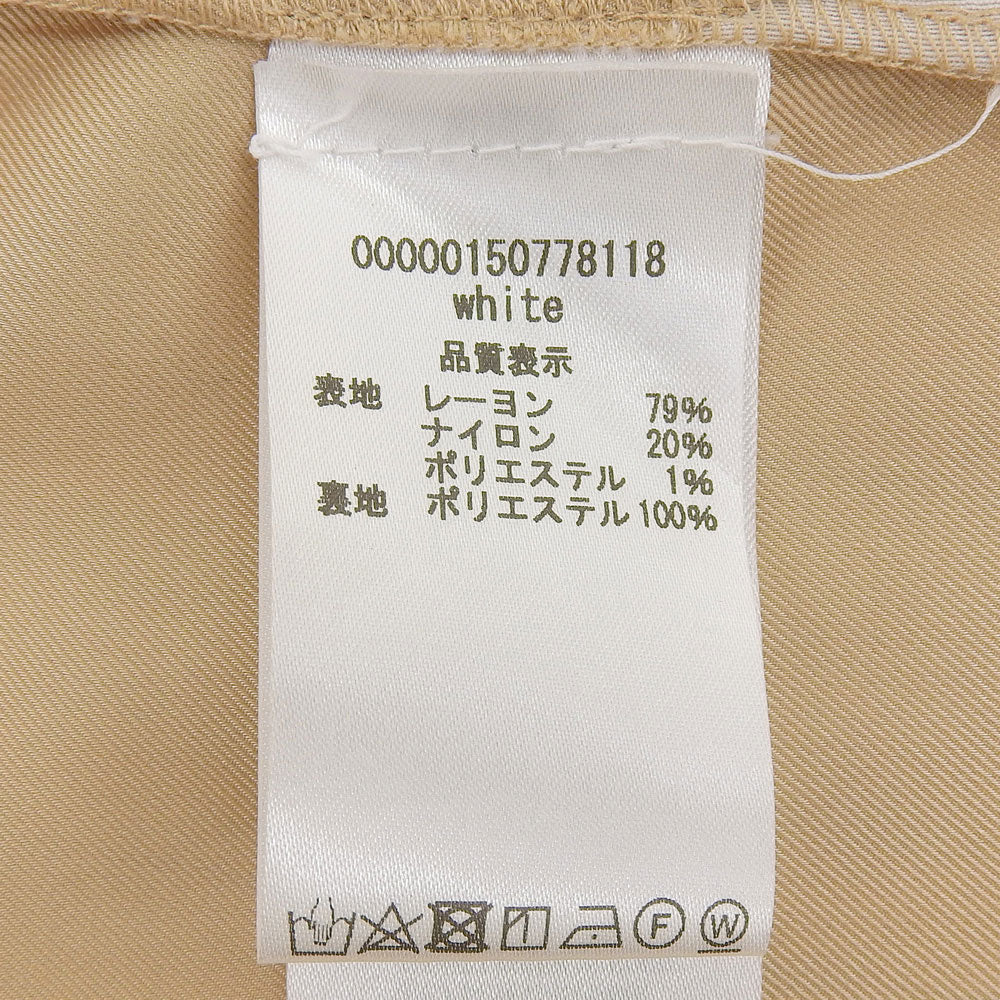 00000150778118
white
品質表示
表地 レーヨン 79%
ナイロン 20%
ポリエステル 1%
裏地 ポリエステル 100%
F W